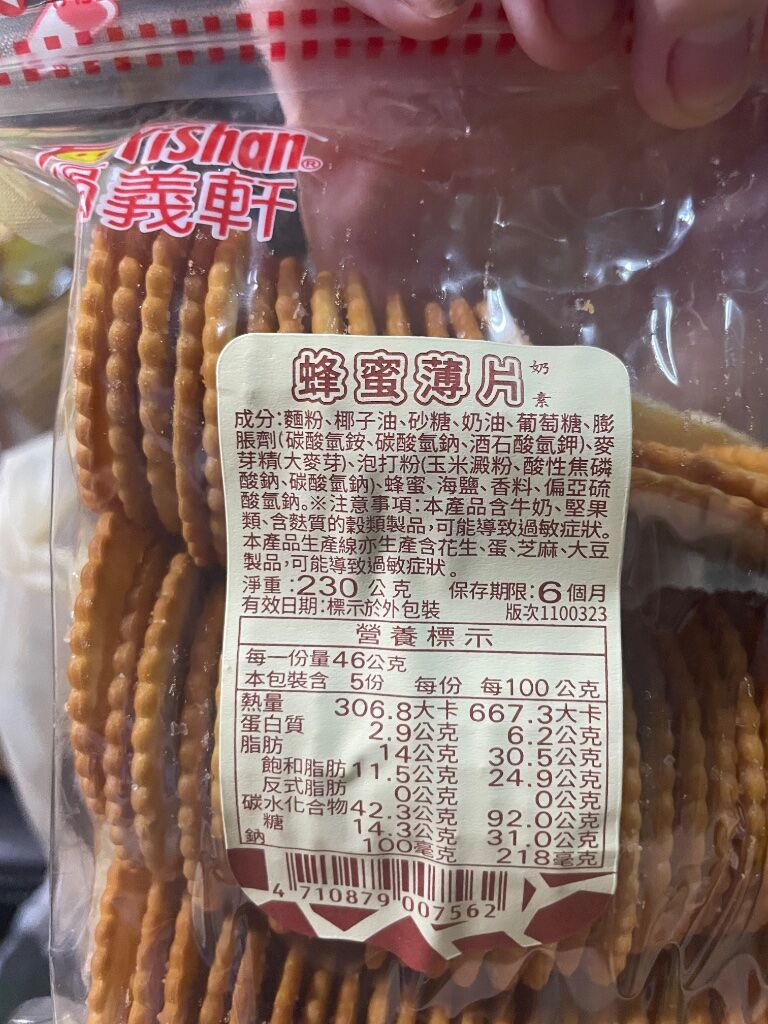 Yishan®
義軒
蜂蜜薄片 奶素
成分:麵粉、椰子油、砂糖、奶油、葡萄糖、膨
脹劑(碳酸氫銨、碳酸氫鈉、酒石酸氫鉀)、麥
芽精(大麥芽)、泡打粉(玉米澱粉、酸性焦磷
酸鈉、碳酸氫鈉)、蜂蜜、海鹽、香料、偏亞硫
酸氫鈉。※注意事項:本產品含牛奶、堅果
類、含麩質的穀類製品,可能導致過敏症狀。
本產品生產線亦生產含花生、蛋、芝麻、大豆
製品,可能導致過敏症狀。
淨重:230公克 保存期限:6個月
有效日期:標示於外包裝 版次1100323
營養標示
每一份量46公克
本包裝含 5份 每份 每100公克
熱量 306.8大卡 667.3大卡
蛋白質 2.9公克 6.2公克
脂肪 14公克 30.5公克
飽和脂肪 11.5公克 24.9公克
反式脂肪 0公克 0公克
碳水化合物 42.3公克 92.0公克
糖 14.3公克 31.0公克
鈉 100毫克 218毫克
4 710879 007562